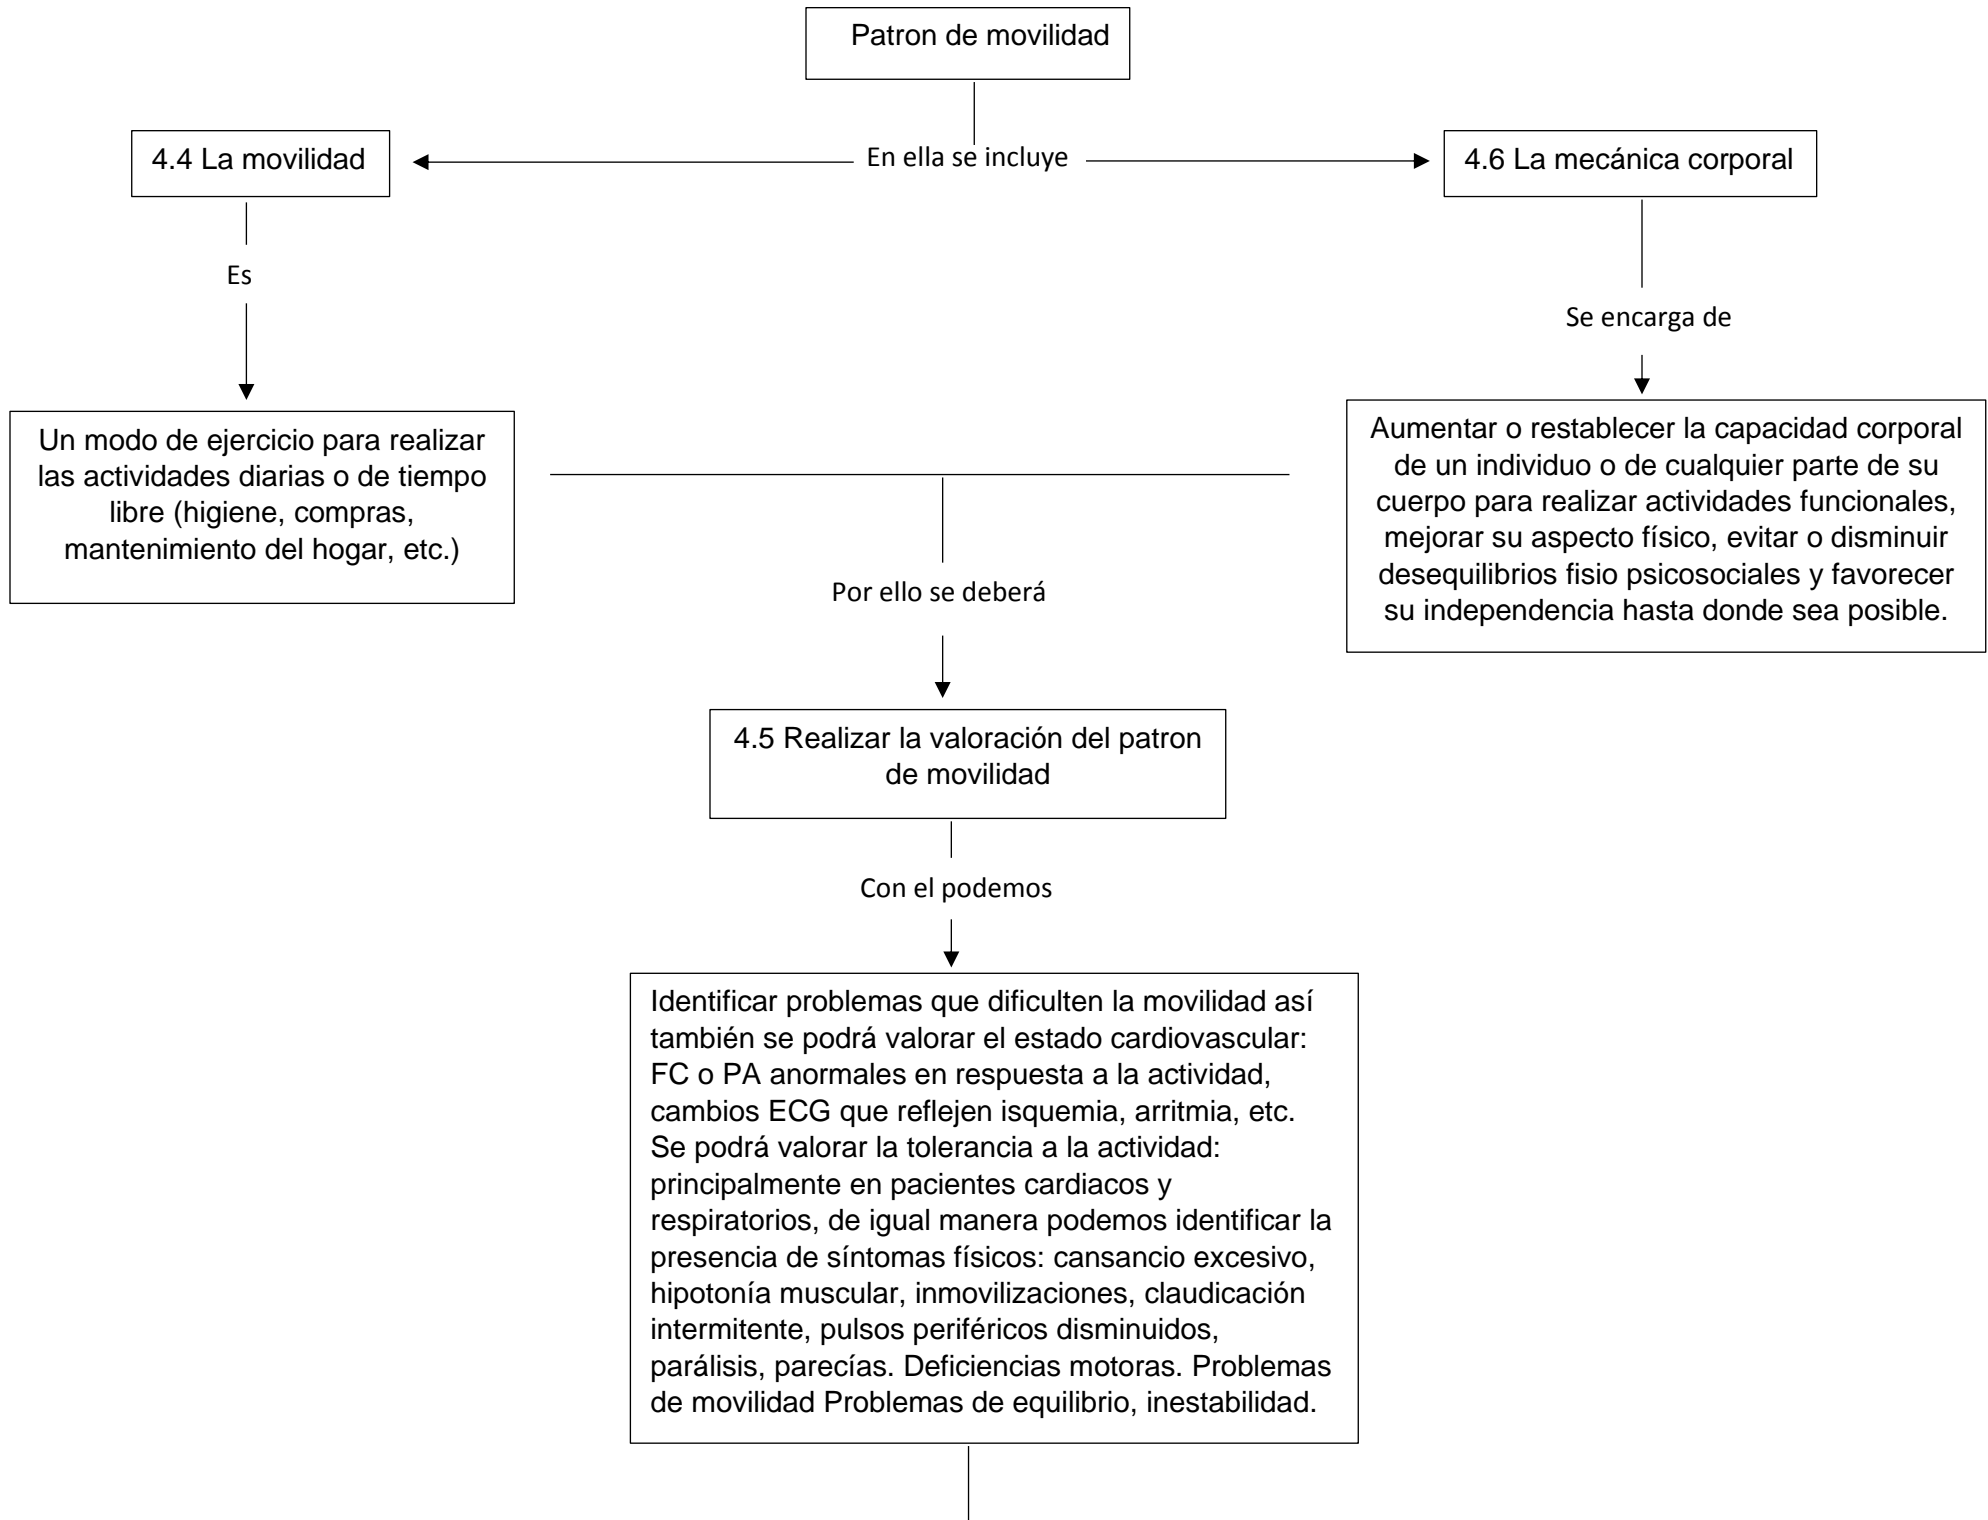 Patron de movilidad
4.4 La movilidad
En ella se incluye
4.6 La mecánica corporal
Es
Se encarga de
Un modo de ejercicio para realizar
las actividades diarias o de tiempo
libre (higiene, compras,
mantenimiento del hogar, etc.)
Aumentar o restablecer la capacidad corporal
de un individuo o de cualquier parte de su
cuerpo para realizar actividades funcionales,
mejorar su aspecto físico, evitar o disminuir
desequilibrios fisio psicosociales y favorecer
su independencia hasta donde sea posible.
Por ello se deberá
4.5 Realizar la valoración del patron
de movilidad
Con el podemos
Identificar problemas que dificulten la movilidad así
también se podrá valorar el estado cardiovascular:
FC o PA anormales en respuesta a la actividad,
cambios ECG que reflejen isquemia, arritmia, etc.
Se podrá valorar la tolerancia a la actividad:
principalmente en pacientes cardiacos y
respiratorios, de igual manera podemos identificar la
presencia de síntomas físicos: cansancio excesivo,
hipotonía muscular, inmovilizaciones, claudicación
intermitente, pulsos periféricos disminuidos,
parálisis, parecías. Deficiencias motoras. Problemas
de movilidad Problemas de equilibrio, inestabilidad.